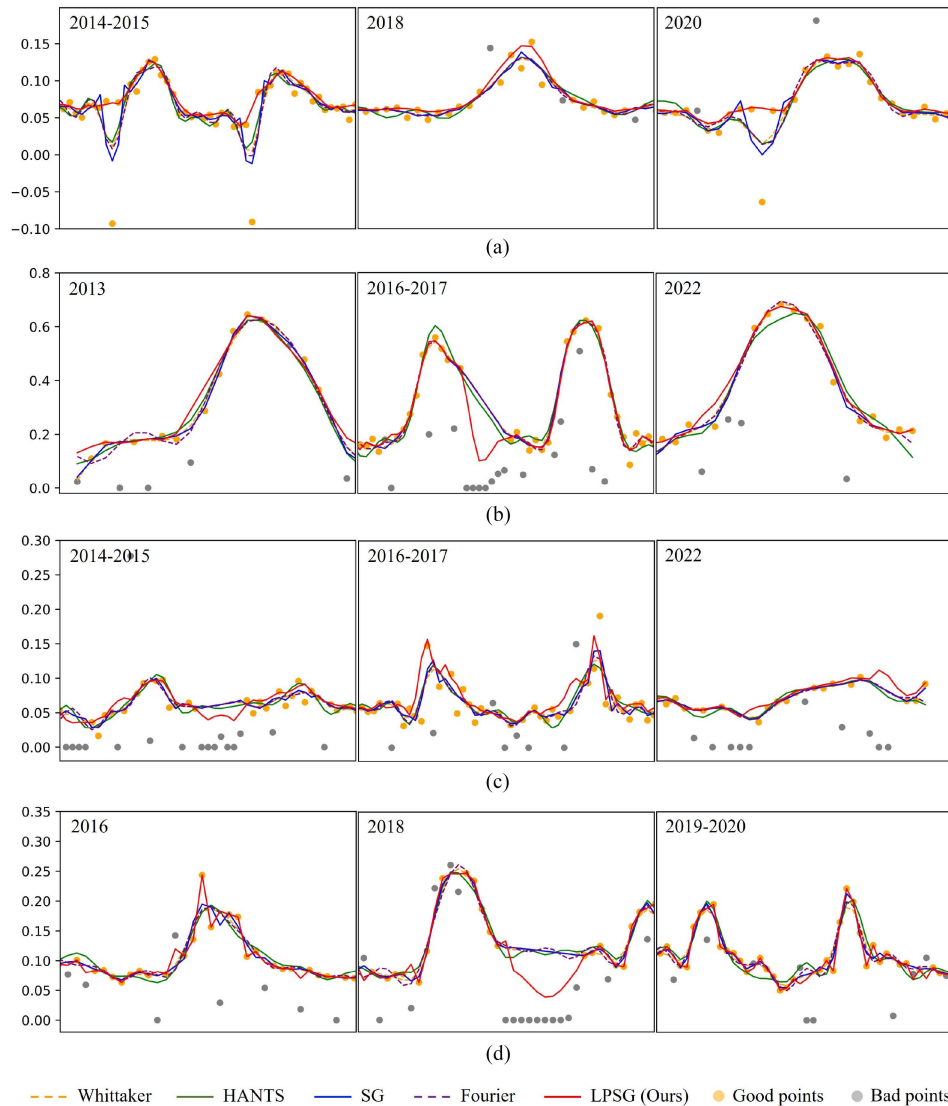 2014-2015 2018 2020
0.15
0.10
0.05
0.00
−0.05
−0.10
(a)
2013 2016-2017 2022
0.8
0.6
0.4
0.2
0.0
(b)
2014-2015 2016-2017 2022
0.30
0.25
0.20
0.15
0.10
0.05
0.00
(c)
2016 2018 2019-2020
0.35
0.30
0.25
0.20
0.15
0.10
0.05
0.00
(d)
Whittaker HANTS SG Fourier LPSG (Ours) Good points Bad points